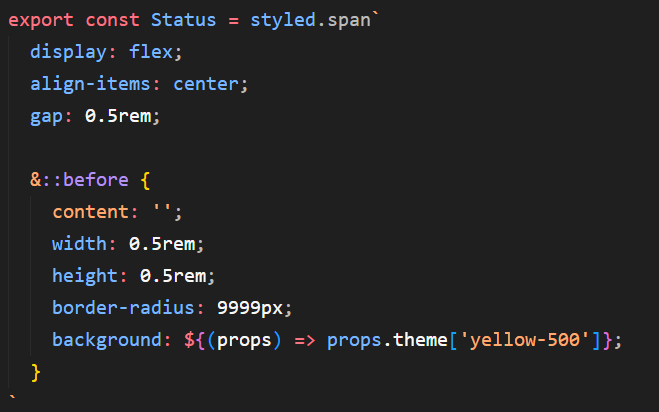 export const Status = styled.span`
  display: flex;
  align-items: center;
  gap: 0.5rem;

  &::before {
    content: '';
    width: 0.5rem;
    height: 0.5rem;
    border-radius: 9999px;
    background: ${(props) => props.theme['yellow-500']};
  }
`